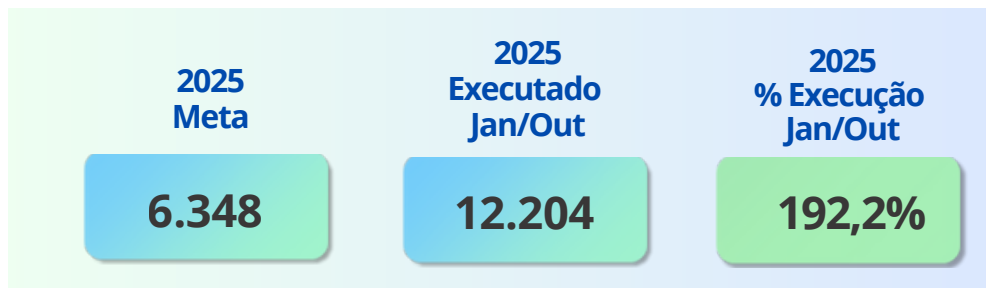 2025
Meta
6.348
2025
Executado
Jan/Out
12.204
2025
% Execução
Jan/Out
192,2%